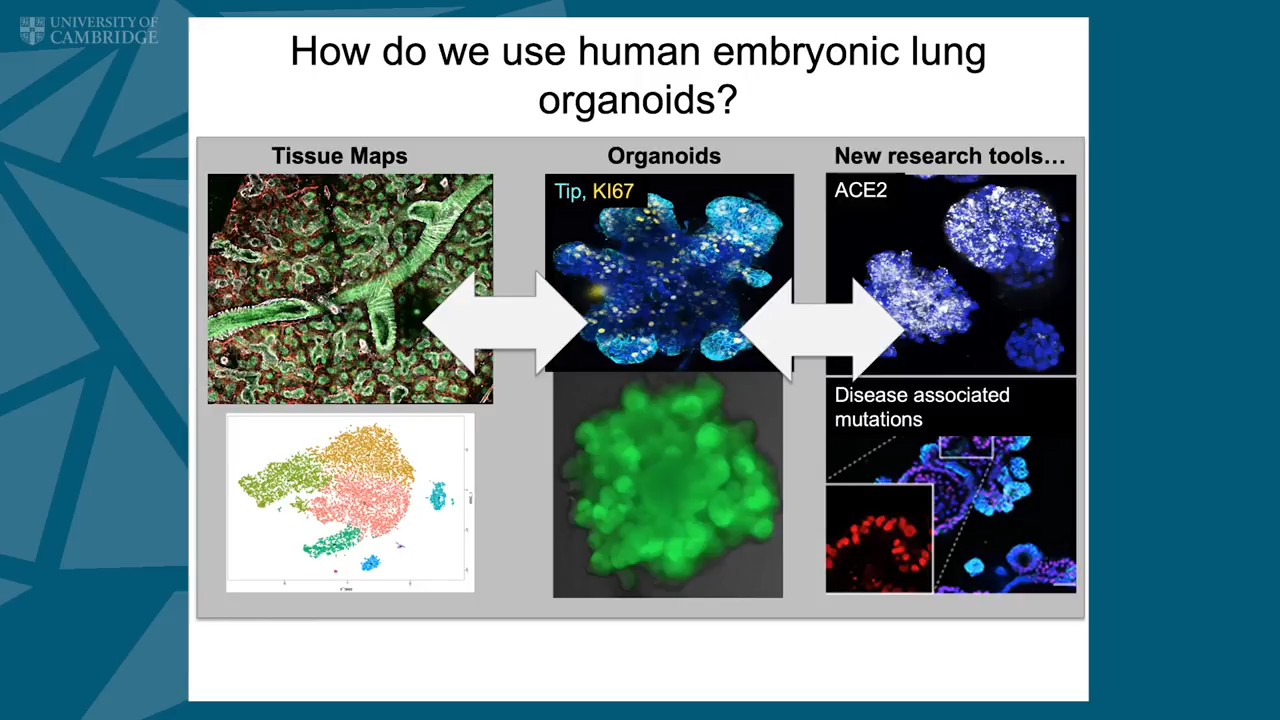 UNIVERSITY OF
CAMBRIDGE
How do we use human embryonic lung
organoids?
Tissue Maps
Organoids
New research tools…
Tip, KI67
ACE2
Disease associated
mutations